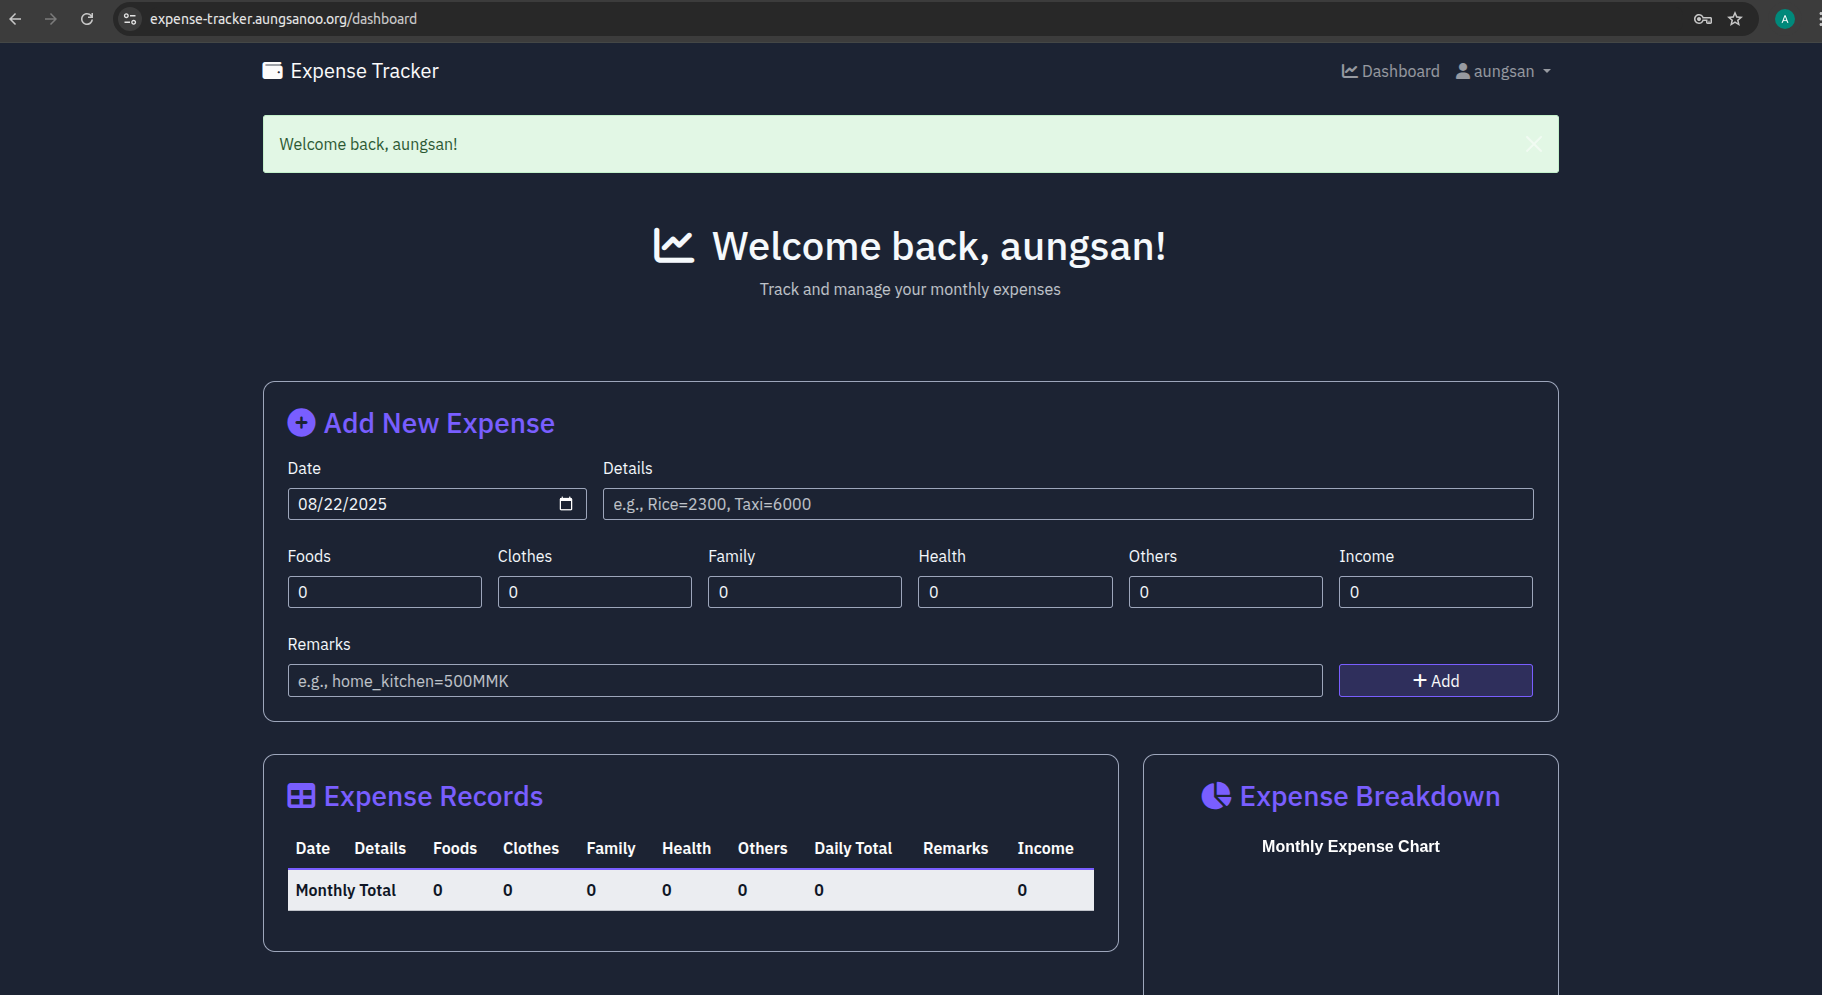 expense-tracker.aungsanoo.org/dashboard
A
Expense Tracker
Dashboard aungsan
Welcome back, aungsan!
Welcome back, aungsan!
Track and manage your monthly expenses
Add New Expense
Date Details
08/22/2025 e.g., Rice=2300, Taxi=6000
Foods Clothes Family Health Others Income
0 0 0 0 0 0
Remarks
e.g., home_kitchen=500MMK Add
Expense Records
Date Details Foods Clothes Family Health Others Daily Total Remarks Income
Monthly Total 0 0 0 0 0 0 0
Expense Breakdown
Monthly Expense Chart